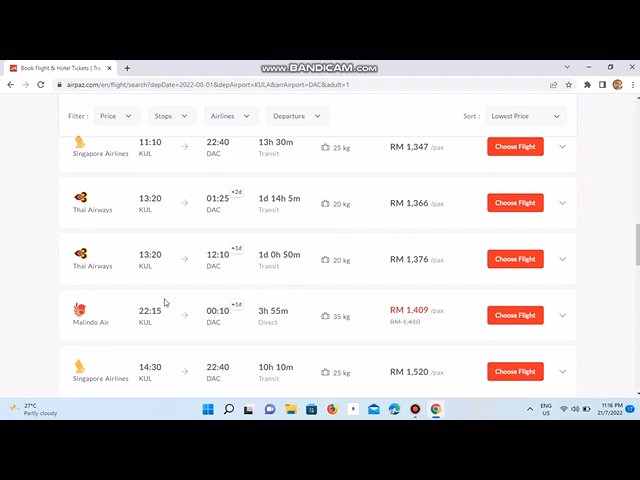 www.BANDICAM.com
Book Flight & Hotel Tickets | Tra
airpaz.com/en/flight/search?depDate=2022-08-01&depAirport=KULA&arrAirport=DAC&adult=1
Filter : Price Stops Airlines Departure Sort : Lowest Price
11:10 22:40 13h 30m 25 kg RM 1,347 /pax Choose Flight
Singapore Airlines KUL DAC Transit
13:20 01:25 +2d 1d 14h 5m 20 kg RM 1,366 /pax Choose Flight
Thai Airways KUL DAC Transit
13:20 12:10 +1d 1d 0h 50m 20 kg RM 1,376 /pax Choose Flight
Thai Airways KUL DAC Transit
22:15 00:10 +1d 3h 55m 35 kg RM 1,409 /pax Choose Flight
Malindo Air KUL DAC Direct RM 1,410
14:30 22:40 10h 10m 25 kg RM 1,520 /pax Choose Flight
Singapore Airlines KUL DAC Transit
27°C
Partly cloudy
ENG
US
11:16 PM
21/7/2022